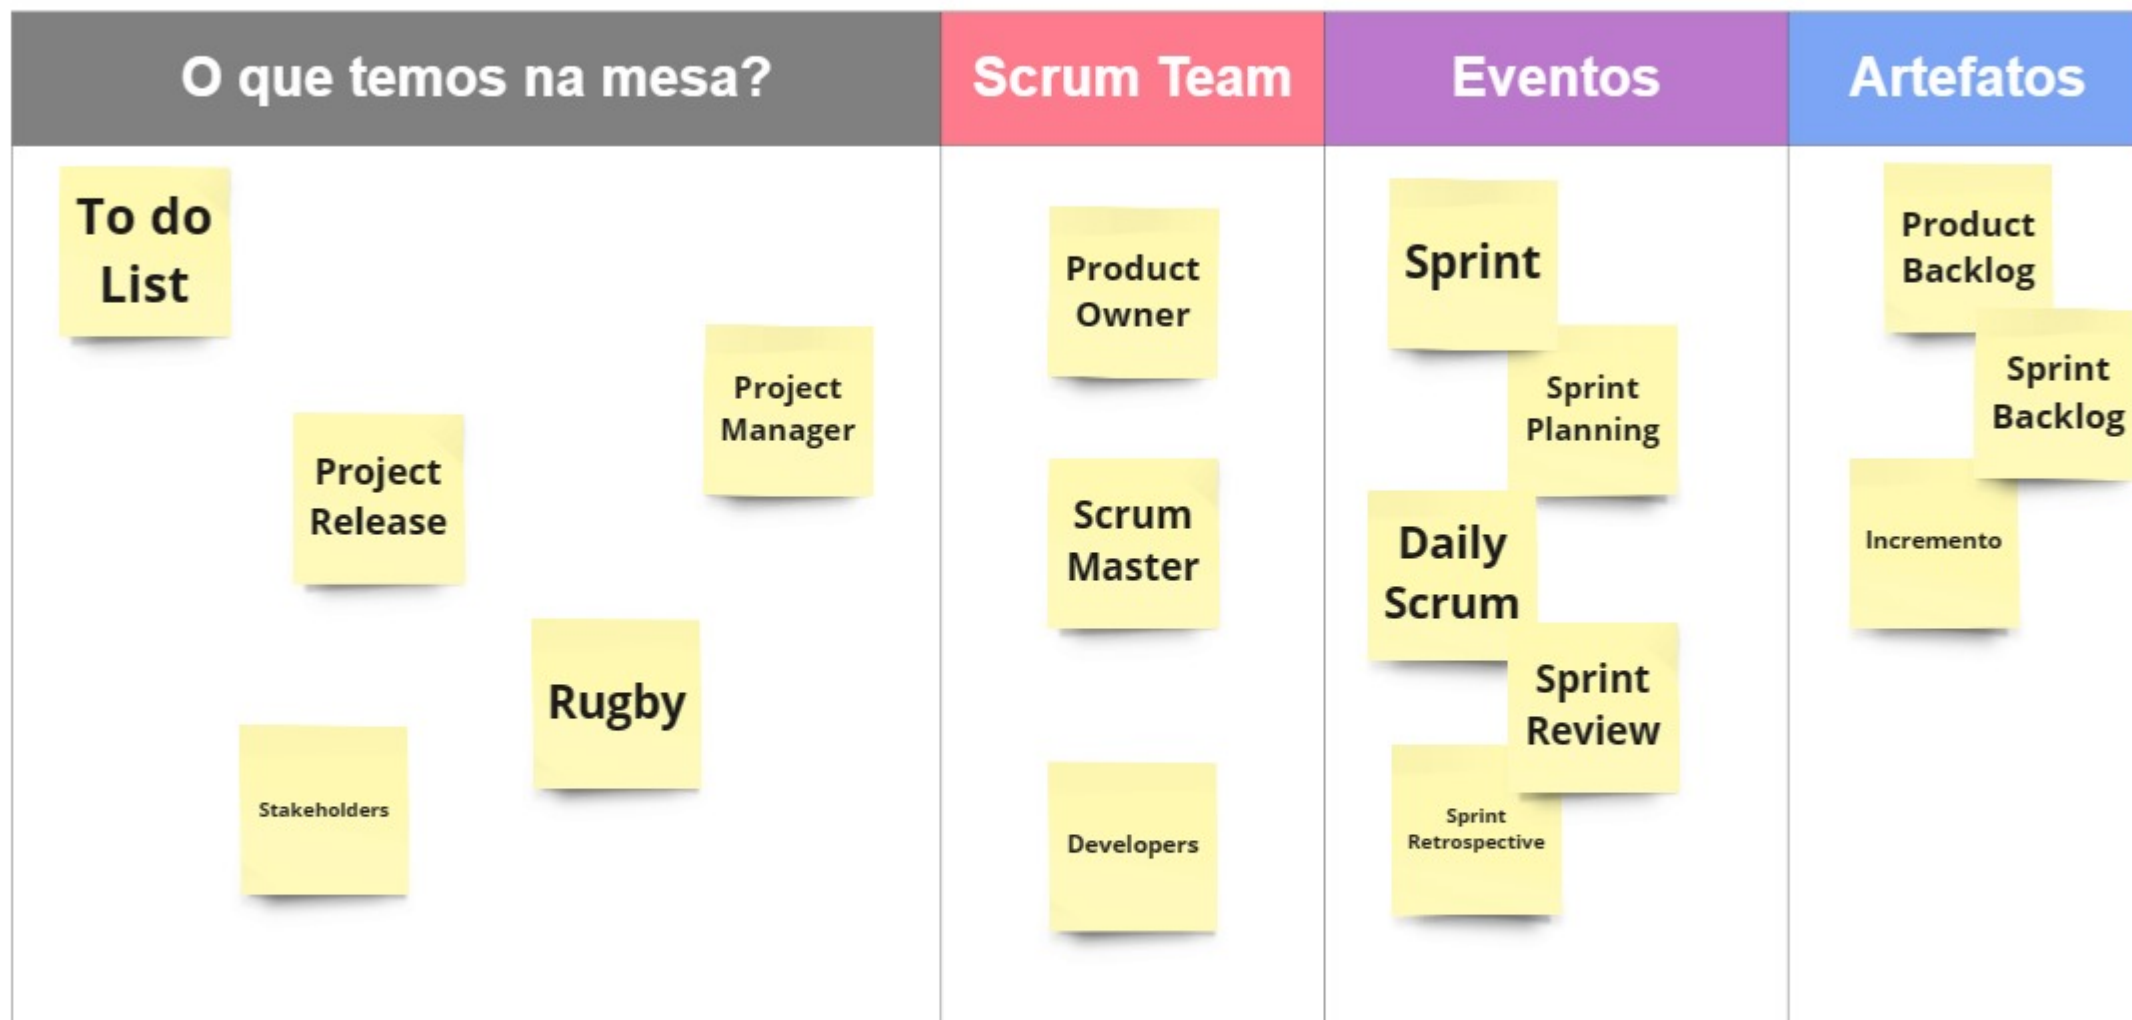 O que temos na mesa?
Scrum Team
Eventos
Artefatos
To do
List
Project
Manager
Project
Release
Rugby
Stakeholders
Product
Owner
Scrum
Master
Developers
Sprint
Sprint
Planning
Daily
Scrum
Sprint
Review
Sprint
Retrospective
Product
Backlog
Sprint
Backlog
Incremento